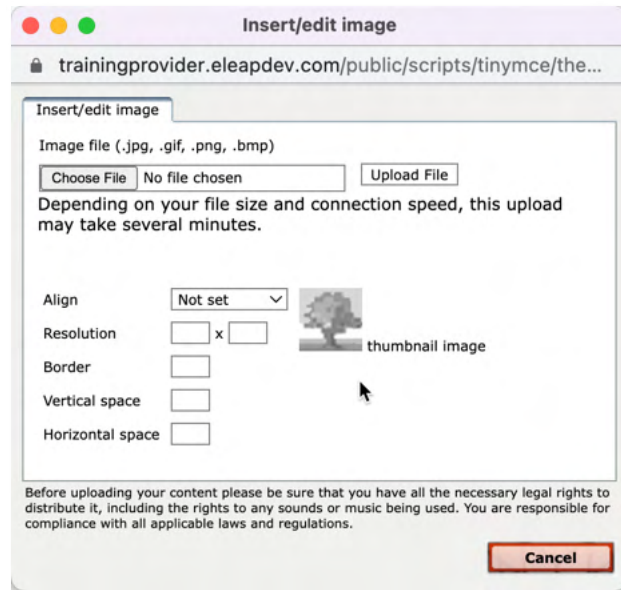 Insert/edit image
trainingprovider.eleapdev.com/public/scripts/tinymce/the...
Insert/edit image
Image file (.jpg, .gif, .png, .bmp)
Choose File No file chosen Upload File
Depending on your file size and connection speed, this upload
may take several minutes.
Align Not set
Resolution x
thumbnail image
Border
Vertical space
Horizontal space
Before uploading your content please be sure that you have all the necessary legal rights to
distribute it, including the rights to any sounds or music being used. You are responsible for
compliance with all applicable laws and regulations.
Cancel